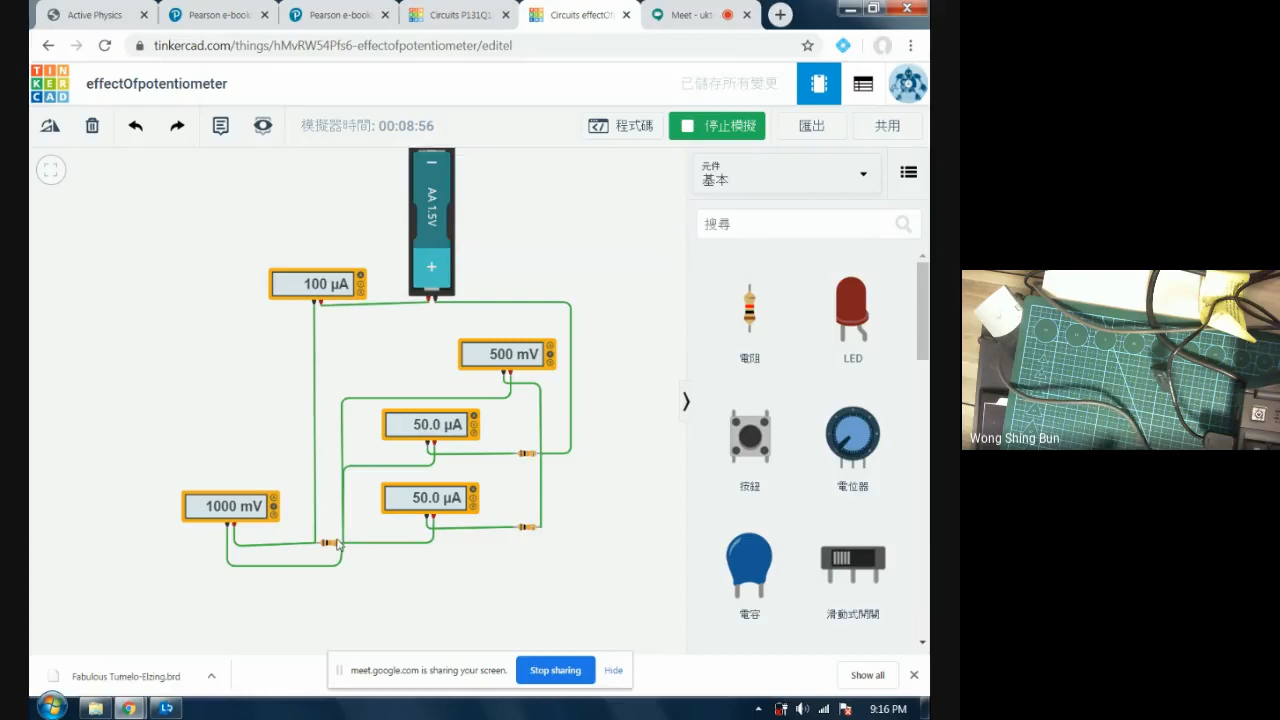 Active Physics
Pearson e-book
Pearson e-book
Circuits P131Q1
Circuits effectOf
Meet - ukt
tinkercad.com/things/hMvRW54Pfs6-effectofpotentiometer/editel
TIN
KER
CAD
effectOfpotentiometer
已儲存所有變更
模擬器時間: 00:08:56
程式碼
停止模擬
匯出
共用
元件
基本
搜尋
AA 1.5V
100 µA
500 mV
50.0 µA
50.0 µA
1000 mV
電阻
LED
按鈕
電位器
電容
滑動式開關
Wong Shing Bun
meet.google.com is sharing your screen.
Stop sharing
Hide
Fabulous Tumelo-Elzing.brd
Show all
9:16 PM